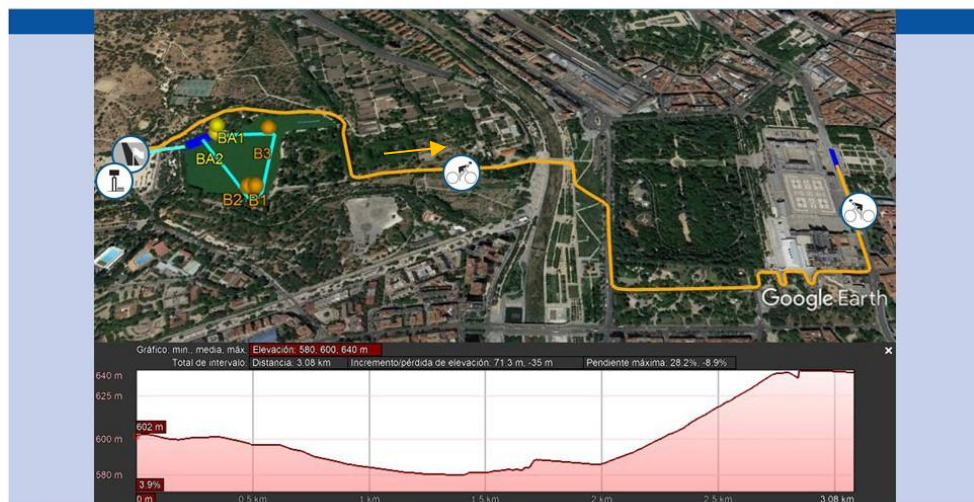 BA1
BA2
B3
B2
B1
Google Earth
Gráfico: min., media, máx. Elevación: 580, 600, 640 m
Total de intervalo: Distancia: 3.08 km Incremento/pérdida de elevación: 71.3 m, -35 m Pendiente máxima: 28.2%, -8.9%
640 m
625 m
602 m
600 m
580 m
3.9%
0 m 0.5 km 1 km 1.5 km 2 km 2.5 km 3.08 km